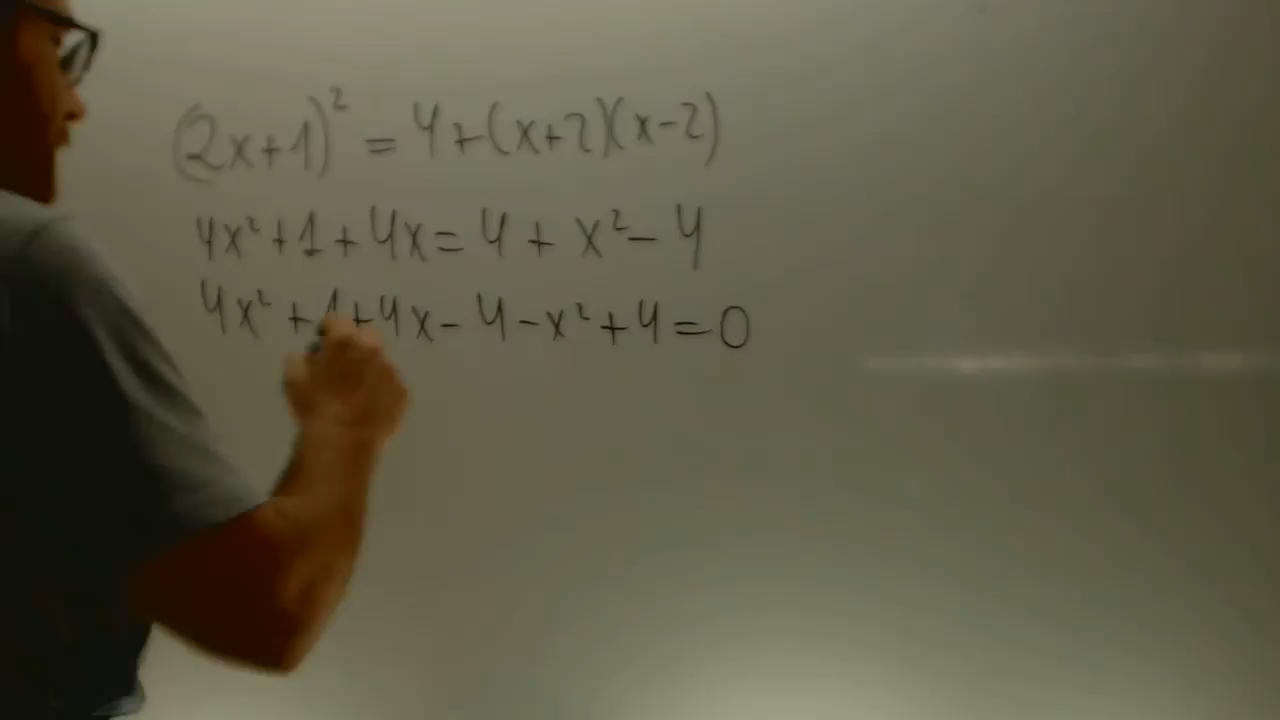 (2x+1)² = 4+(x+2)(x-2)
4x²+1+4x=4+x²-4
4x²+1+4x-4-x²+4=0